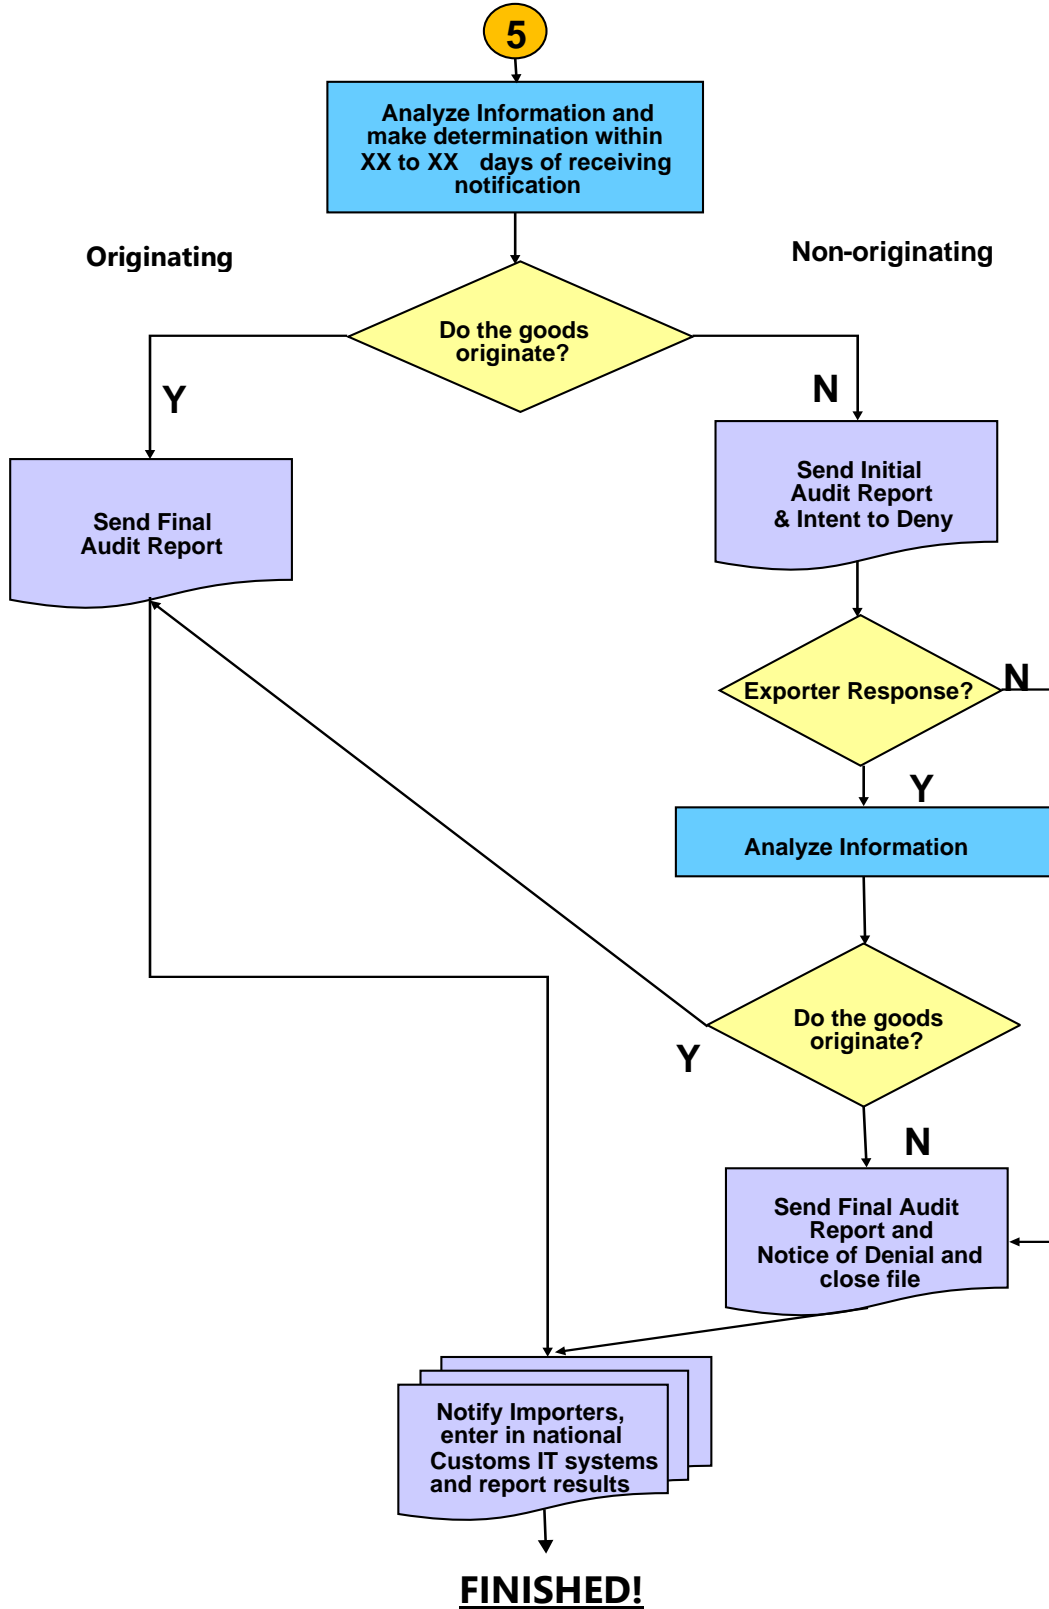 5
Analyze Information and
make determination within
XX to XX days of receiving
notification
Originating
Non-originating
Do the goods
originate?
Y
N
Send Final
Audit Report
Send Initial
Audit Report
& Intent to Deny
Exporter Response?
N
Y
Analyze Information
Do the goods
originate?
Y
N
Send Final Audit
Report and
Notice of Denial and
close file
Notify Importers,
enter in national
Customs IT systems
and report results
FINISHED!